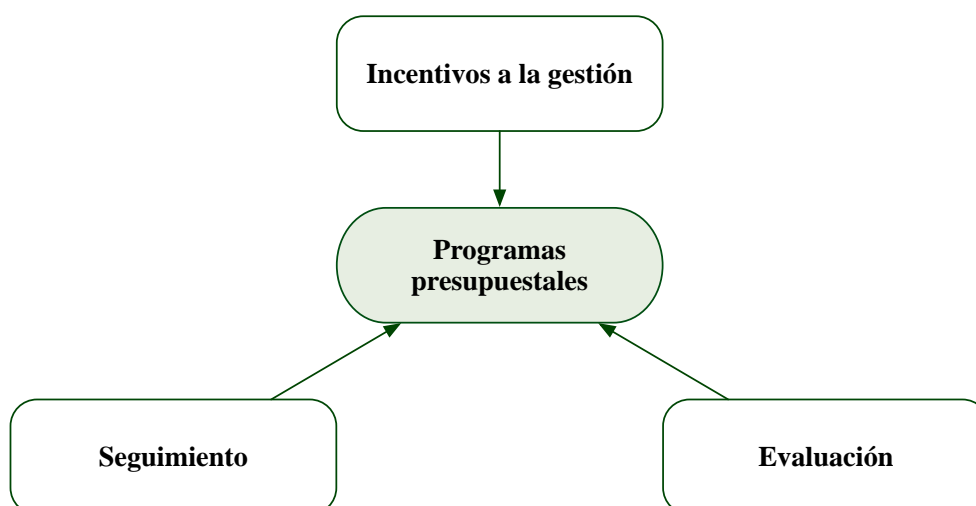 Incentivos a la gestión
Programas
presupuestales
Seguimiento
Evaluación